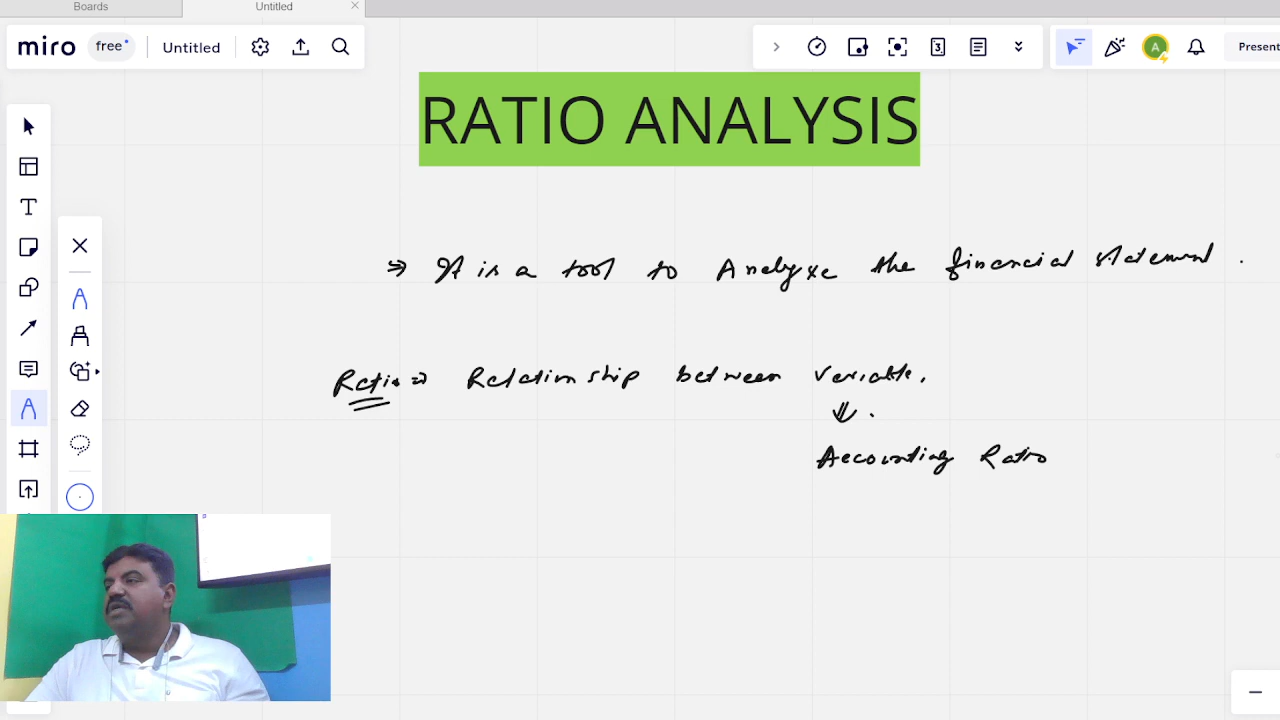 Boards Untitled
miro free Untitled
3 A Present
RATIO ANALYSIS
T
⇒ It is a tool to Analyze the financial statement.
Ratio ⇒ Relationship between variable.
Accounting Ratio